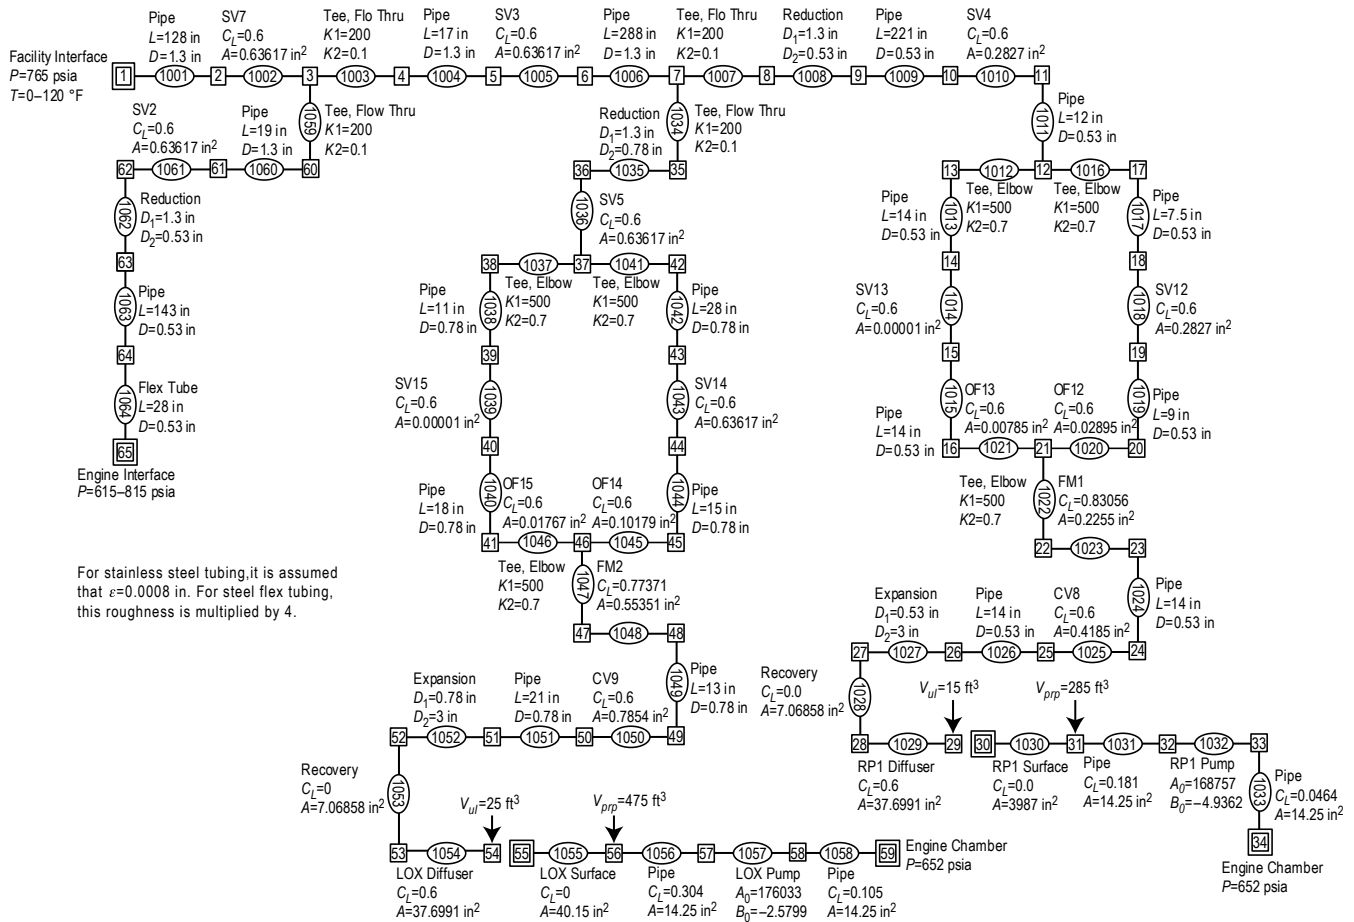 Facility Interface
P=765 psia
T=0–120 °F
1
Pipe
L=128 in
D=1.3 in
1001
2
SV7
C_L=0.6
A=0.63617 in²
1002
3
Tee, Flo Thru
K1=200
K2=0.1
1003
4
Pipe
L=17 in
D=1.3 in
1004
5
SV3
C_L=0.6
A=0.63617 in²
1005
6
Pipe
L=288 in
D=1.3 in
1006
7
Tee, Flo Thru
K1=200
K2=0.1
1007
8
Reduction
D₁=1.3 in
D₂=0.53 in
1008
9
Pipe
L=221 in
D=0.53 in
1009
10
SV4
C_L=0.6
A=0.2827 in²
1010
11
1059
Tee, Flow Thru
K1=200
K2=0.1
60
Pipe
L=19 in
D=1.3 in
1060
61
SV2
C_L=0.6
A=0.63617 in²
1061
62
1062
Reduction
D₁=1.3 in
D₂=0.53 in
63
1063
Pipe
L=143 in
D=0.53 in
64
1064
Flex Tube
L=28 in
D=0.53 in
65
Engine Interface
P=615–815 psia
For stainless steel tubing,it is assumed
that ε=0.0008 in. For steel flex tubing,
this roughness is multiplied by 4.
1034
Tee, Flow Thru
K1=200
K2=0.1
35
Reduction
D₁=1.3 in
D₂=0.78 in
1035
36
1036
SV5
C_L=0.6
A=0.63617 in²
37
1037
Tee, Elbow
K1=500
K2=0.7
38
1041
Tee, Elbow
K1=500
K2=0.7
42
Pipe
L=11 in
D=0.78 in
1038
39
SV15
C_L=0.6
A=0.00001 in²
1039
40
Pipe
L=18 in
D=0.78 in
1040
41
1042
Pipe
L=28 in
D=0.78 in
43
1043
SV14
C_L=0.6
A=0.63617 in²
44
1044
Pipe
L=15 in
D=0.78 in
45
OF15
C_L=0.6
A=0.01767 in²
1046
46
OF14
C_L=0.6
A=0.10179 in²
1045
Tee, Elbow
K1=500
K2=0.7
1047
FM2
C_L=0.77371
A=0.55351 in²
47
1048
48
1049
Pipe
L=13 in
D=0.78 in
49
CV9
C_L=0.6
A=0.7854 in²
1050
50
Pipe
L=21 in
D=0.78 in
1051
51
Expansion
D₁=0.78 in
D₂=3 in
1052
52
Recovery
C_L=0
A=7.06858 in²
1053
53
1054
LOX Diffuser
C_L=0.6
A=37.6991 in²
V_ul=25 ft³
54
55
1055
LOX Surface
C_L=0
A=40.15 in²
V_prp=475 ft³
56
1056
Pipe
C_L=0.304
A=14.25 in²
57
1057
LOX Pump
A₀=176033
B₀=–2.5799
58
1058
Pipe
C_L=0.105
A=14.25 in²
59
Engine Chamber
P=652 psia
1011
Pipe
L=12 in
D=0.53 in
12
1012
Tee, Elbow
K1=500
K2=0.7
13
1016
Tee, Elbow
K1=500
K2=0.7
17
Pipe
L=14 in
D=0.53 in
1013
14
SV13
C_L=0.6
A=0.00001 in²
1014
15
Pipe
L=14 in
D=0.53 in
1015
16
1017
Pipe
L=7.5 in
D=0.53 in
18
1018
SV12
C_L=0.6
A=0.2827 in²
19
1019
Pipe
L=9 in
D=0.53 in
20
OF13
C_L=0.6
A=0.00785 in²
1021
21
OF12
C_L=0.6
A=0.02895 in²
1020
Tee, Elbow
K1=500
K2=0.7
1022
FM1
C_L=0.83056
A=0.2255 in²
22
1023
23
1024
Pipe
L=14 in
D=0.53 in
24
CV8
C_L=0.6
A=0.4185 in²
1025
25
Pipe
L=14 in
D=0.53 in
1026
26
Expansion
D₁=0.53 in
D₂=3 in
1027
27
Recovery
C_L=0.0
A=7.06858 in²
1028
28
1029
RP1 Diffuser
C_L=0.6
A=37.6991 in²
V_ul=15 ft³
29
30
1030
RP1 Surface
C_L=0.0
A=3987 in²
V_prp=285 ft³
31
1031
Pipe
C_L=0.181
A=14.25 in²
32
1032
RP1 Pump
A₀=168757
B₀=–4.9362
33
1033
Pipe
C_L=0.0464
A=14.25 in²
34
Engine Chamber
P=652 psia